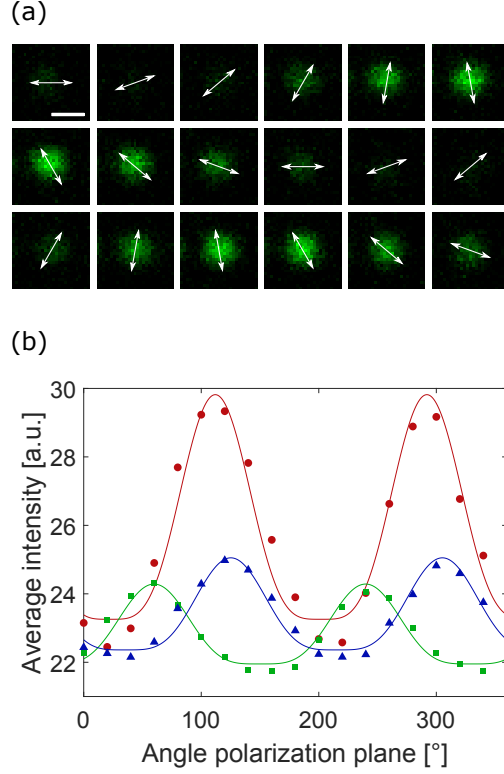 (a)
(b)
30
28
26
24
22
Average intensity [a.u.]
0
100
200
300
Angle polarization plane [°]